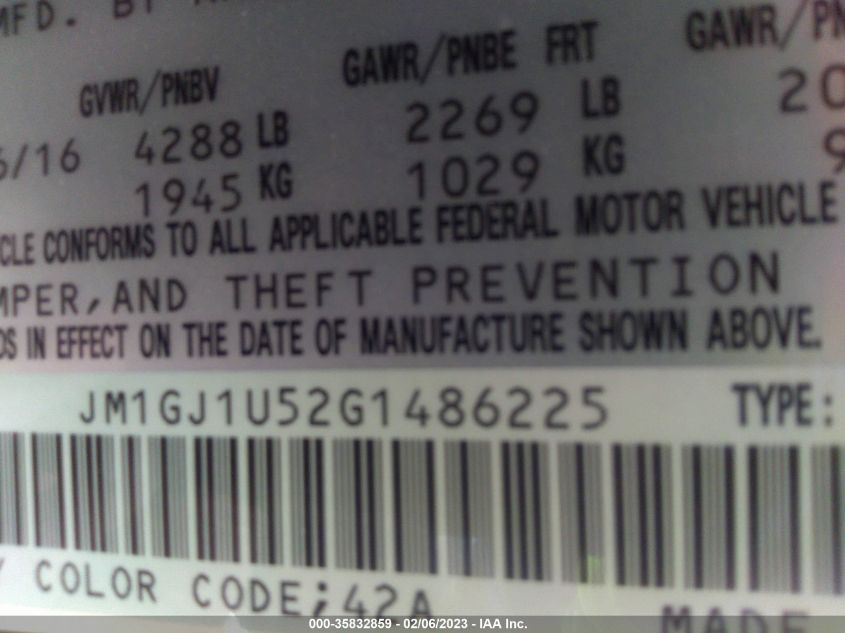 MFD. BY
GVWR/PNBV GAWR/PNBE FRT GAWR/PN
6/16 4288 LB 2269 LB 20
1945 KG 1029 KG 9
CLE CONFORMS TO ALL APPLICABLE FEDERAL MOTOR VEHICLE
MPER,AND THEFT PREVENTION
DS IN EFFECT ON THE DATE OF MANUFACTURE SHOWN ABOVE.
JM1GJ1U52G1486225 TYPE:
Y COLOR CODE;42A MADE
000-35832859 - 02/06/2023 - IAA Inc.